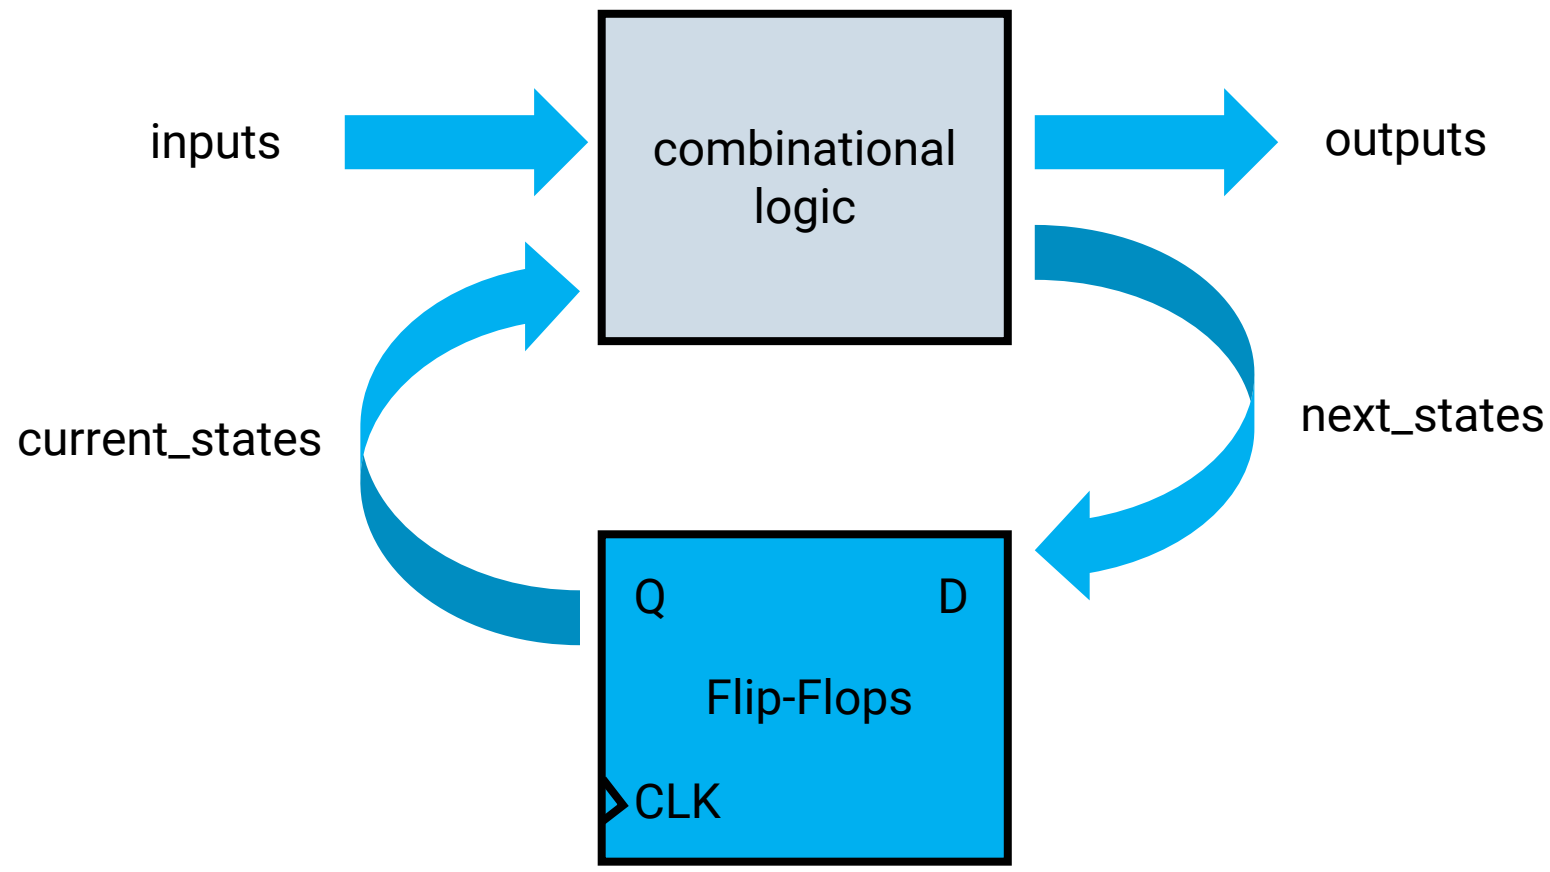 inputs
combinational
logic
outputs
current_states
next_states
Q
D
Flip-Flops
CLK